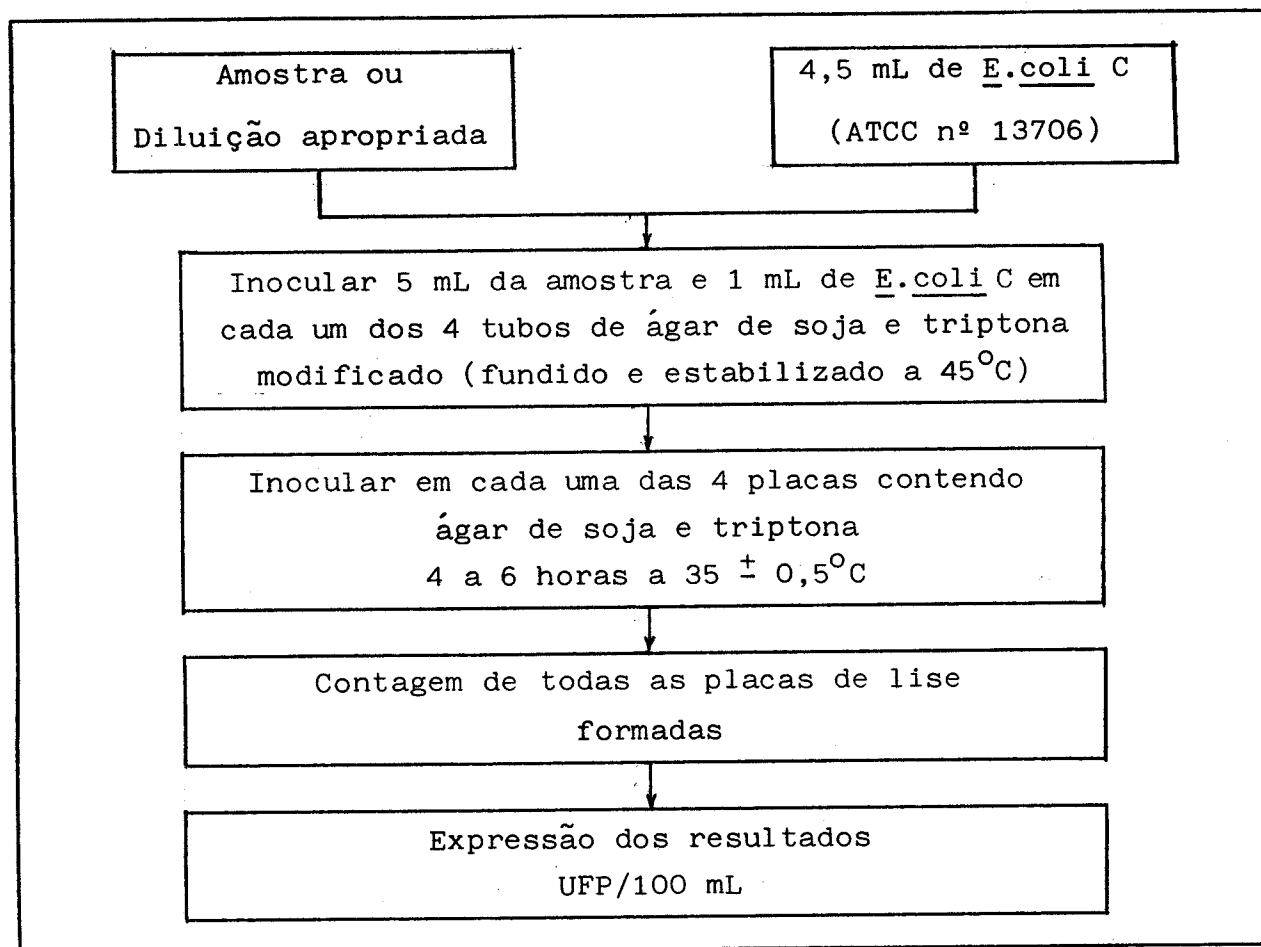 Amostra ou
Diluição apropriada
4,5 mL de E.coli C
(ATCC nº 13706)
Inocular 5 mL da amostra e 1 mL de E.coli C em
cada um dos 4 tubos de ágar de soja e triptona
modificado (fundido e estabilizado a 45°C)
Inocular em cada uma das 4 placas contendo
ágar de soja e triptona
4 a 6 horas a 35 ± 0,5°C
Contagem de todas as placas de lise
formadas
Expressão dos resultados
UFP/100 mL